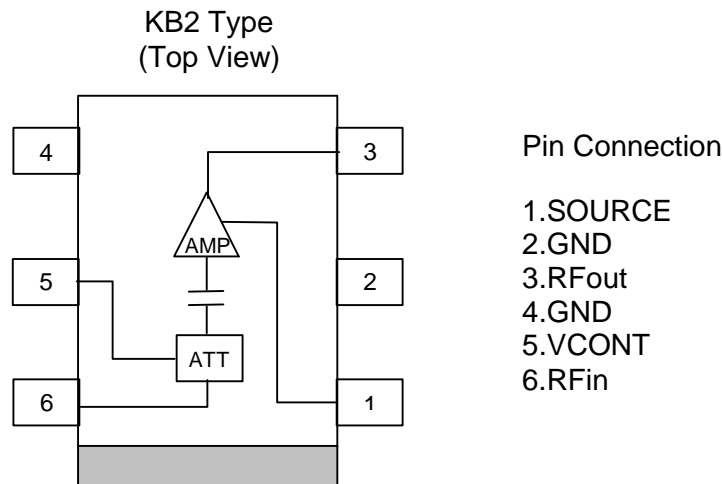 KB2 Type
(Top View)
4
3
AMP
5
2
ATT
6
1
Pin Connection
1.SOURCE
2.GND
3.RFout
4.GND
5.VCONT
6.RFin